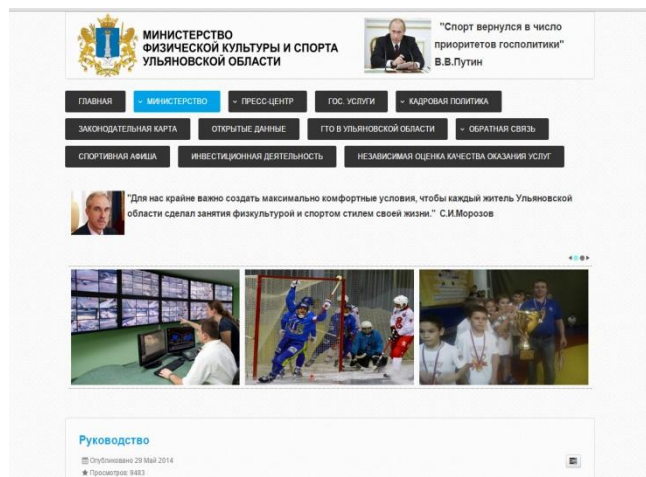 МИНИСТЕРСТВО
ФИЗИЧЕСКОЙ КУЛЬТУРЫ И СПОРТА
УЛЬЯНОВСКОЙ ОБЛАСТИ
"Спорт вернулся в число
приоритетов госполитики"
В.В.Путин
ГЛАВНАЯ МИНИСТЕРСТВО ПРЕСС-ЦЕНТР ГОС. УСЛУГИ КАДРОВАЯ ПОЛИТИКА
ЗАКОНОДАТЕЛЬНАЯ КАРТА ОТКРЫТЫЕ ДАННЫЕ ГТО В УЛЬЯНОВСКОЙ ОБЛАСТИ ОБРАТНАЯ СВЯЗЬ
СПОРТИВНАЯ АФИША ИНВЕСТИЦИОННАЯ ДЕЯТЕЛЬНОСТЬ НЕЗАВИСИМАЯ ОЦЕНКА КАЧЕСТВА ОКАЗАНИЯ УСЛУГ
"Для нас крайне важно создать максимально комфортные условия, чтобы каждый житель Ульяновской
области сделал занятия физкультурой и спортом стилем своей жизни." С.И.Морозов
Руководство
Опубликовано 29 Май 2014
Просмотров: 9483